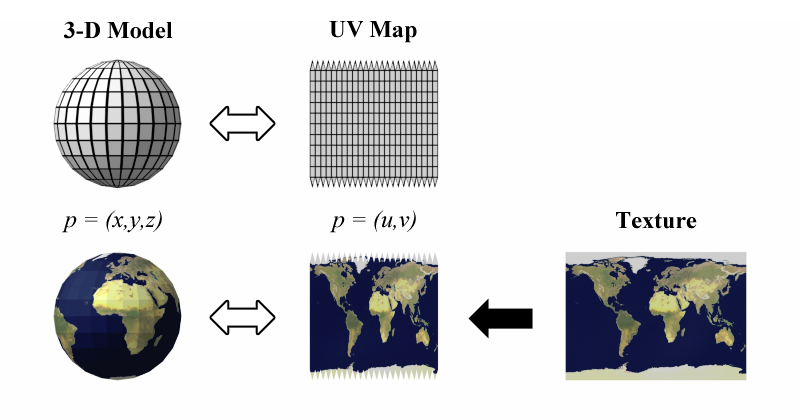 3-D Model
UV Map
p = (x,y,z)
p = (u,v)
Texture